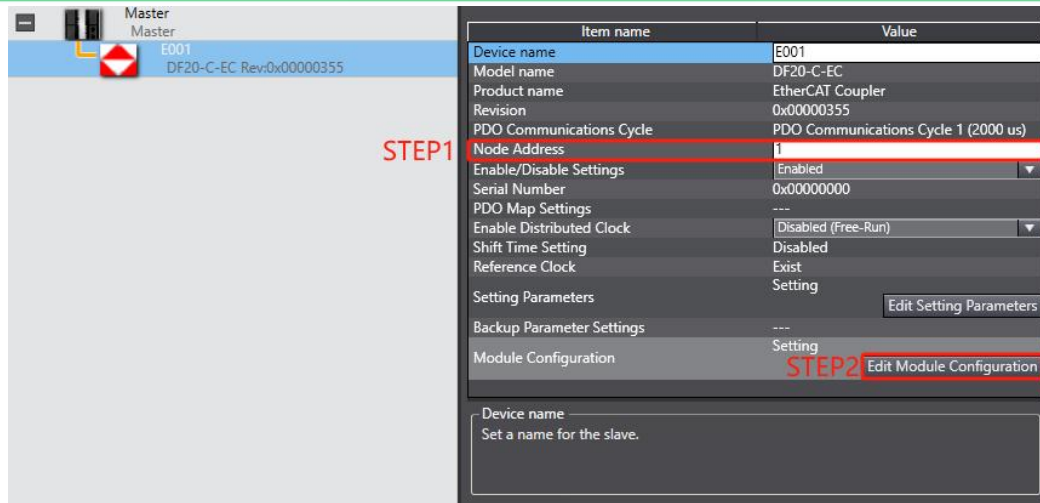 Master
Master
E001
DF20-C-EC Rev:0x00000355
Item name Value
Device name E001
Model name DF20-C-EC
Product name EtherCAT Coupler
Revision 0x00000355
PDO Communications Cycle PDO Communications Cycle 1 (2000 us)
STEP1 Node Address 1
Enable/Disable Settings Enabled
Serial Number 0x00000000
PDO Map Settings ---
Enable Distributed Clock Disabled (Free-Run)
Shift Time Setting Disabled
Reference Clock Exist
Setting Parameters Setting
Edit Setting Parameters
Backup Parameter Settings ---
Module Configuration Setting
STEP2 Edit Module Configuration
Device name
Set a name for the slave.